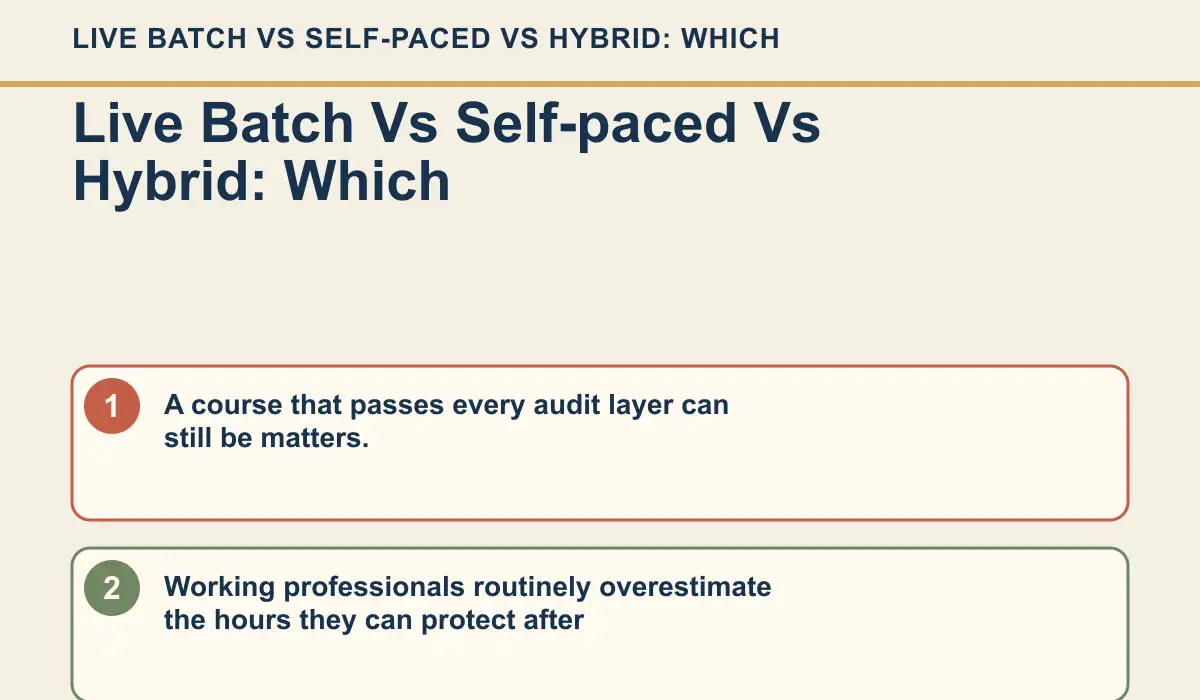 LIVE BATCH VS SELF-PACED VS HYBRID: WHICH
Live Batch Vs Self-paced Vs
Hybrid: Which
1
A course that passes every audit layer can
still be matters.
2
Working professionals routinely overestimate
the hours they can protect after